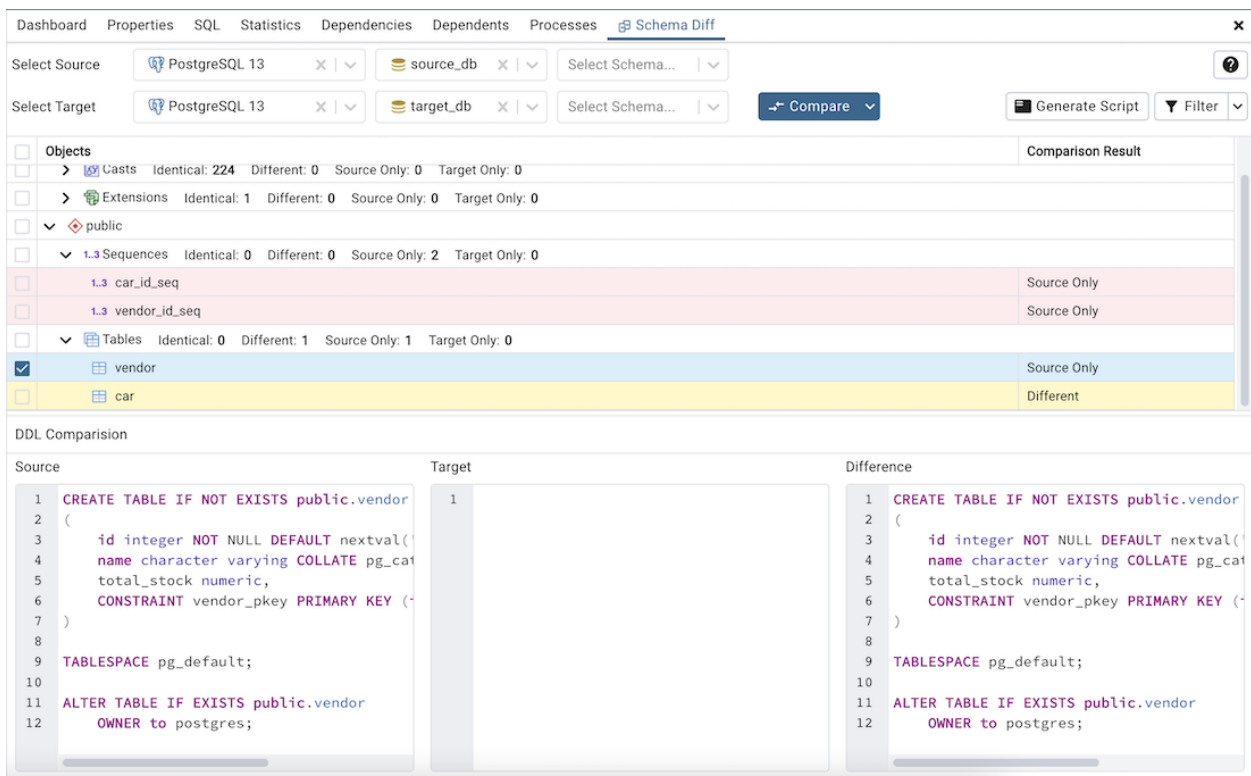 Dashboard Properties SQL Statistics Dependencies Dependents Processes Schema Diff
Select Source PostgreSQL 13 source_db Select Schema...
Select Target PostgreSQL 13 target_db Select Schema... Compare Generate Script Filter
Objects Comparison Result
Casts Identical: 224 Different: 0 Source Only: 0 Target Only: 0
Extensions Identical: 1 Different: 0 Source Only: 0 Target Only: 0
public
1..3 Sequences Identical: 0 Different: 0 Source Only: 2 Target Only: 0
1..3 car_id_seq Source Only
1..3 vendor_id_seq Source Only
Tables Identical: 0 Different: 1 Source Only: 1 Target Only: 0
vendor Source Only
car Different
DDL Comparision
Source
1 CREATE TABLE IF NOT EXISTS public.vendor
2 (
3 id integer NOT NULL DEFAULT nextval('
4 name character varying COLLATE pg_cat
5 total_stock numeric,
6 CONSTRAINT vendor_pkey PRIMARY KEY (
7 )
8
9 TABLESPACE pg_default;
10
11 ALTER TABLE IF EXISTS public.vendor
12 OWNER to postgres;
Target
1
Difference
1 CREATE TABLE IF NOT EXISTS public.vendor
2 (
3 id integer NOT NULL DEFAULT nextval('
4 name character varying COLLATE pg_cat
5 total_stock numeric,
6 CONSTRAINT vendor_pkey PRIMARY KEY (
7 )
8
9 TABLESPACE pg_default;
10
11 ALTER TABLE IF EXISTS public.vendor
12 OWNER to postgres;